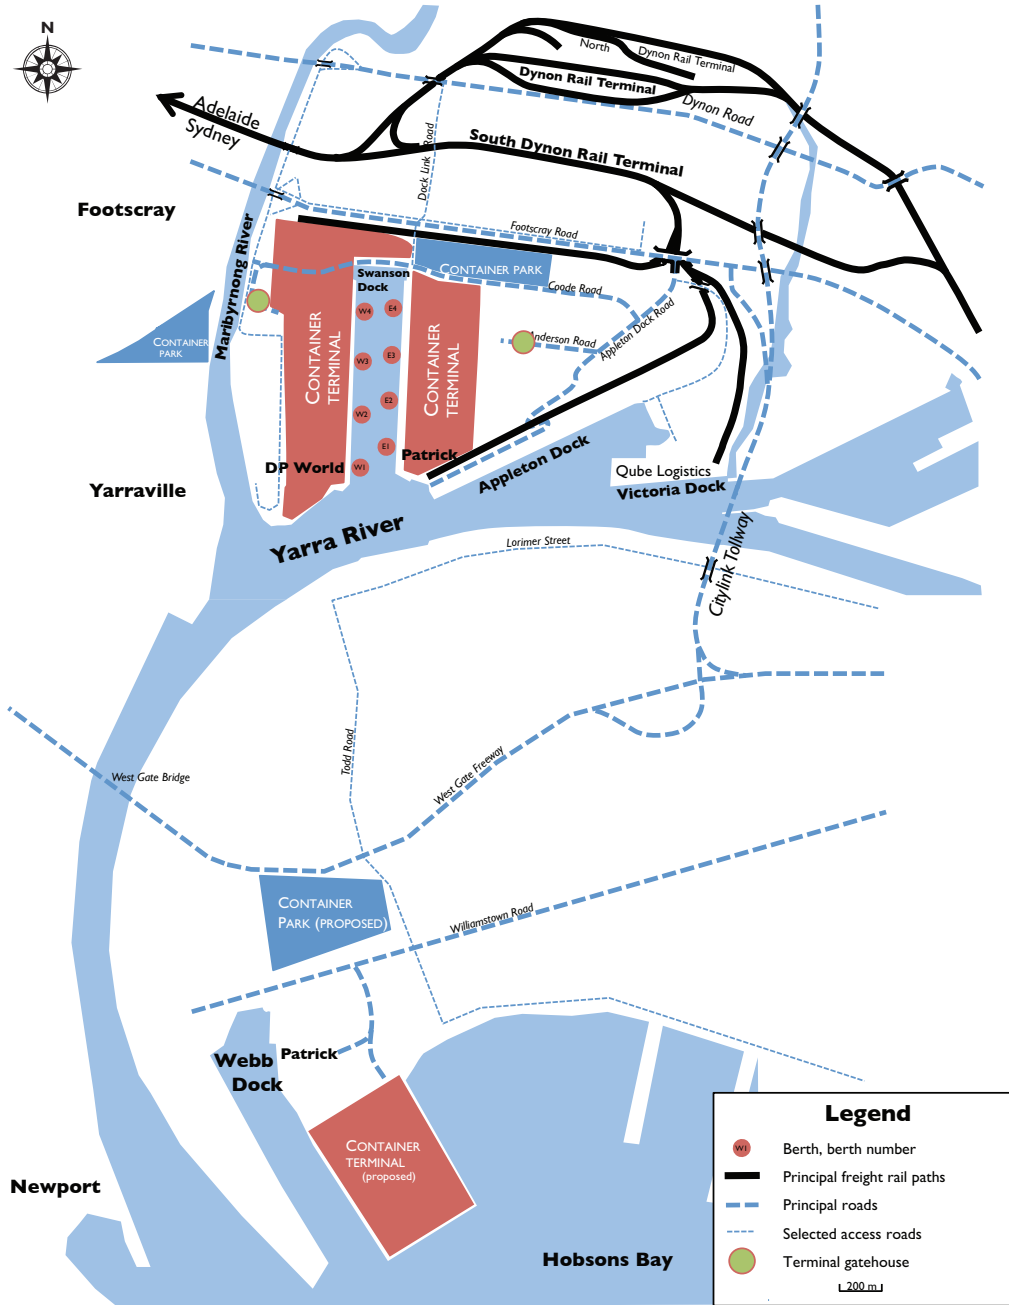 N
North
Dynon Rail Terminal
Dynon Rail Terminal
Dynon Road
Adelaide
Sydney
South Dynon Rail Terminal
Dock Link Road
Footscray
Footscray Road
Maribyrnong River
CONTAINER PARK
Swanson
Dock
Coode Road
W4
E4
Appleton Dock Road
Anderson Road
CONTAINER
PARK
CONTAINER
TERMINAL
CONTAINER
TERMINAL
W3
E3
E2
W2
E1
W1
Patrick
DP World
Appleton Dock
Qube Logistics
Victoria Dock
Yarraville
Yarra River
Lorimer Street
Citylink Tollway
Todd Road
West Gate Bridge
West Gate Freeway
CONTAINER
PARK (PROPOSED)
Williamstown Road
Webb
Dock
Patrick
CONTAINER
TERMINAL
(proposed)
Newport
Hobsons Bay
Legend
W1
Berth, berth number
Principal freight rail paths
Principal roads
Selected access roads
Terminal gatehouse
200 m